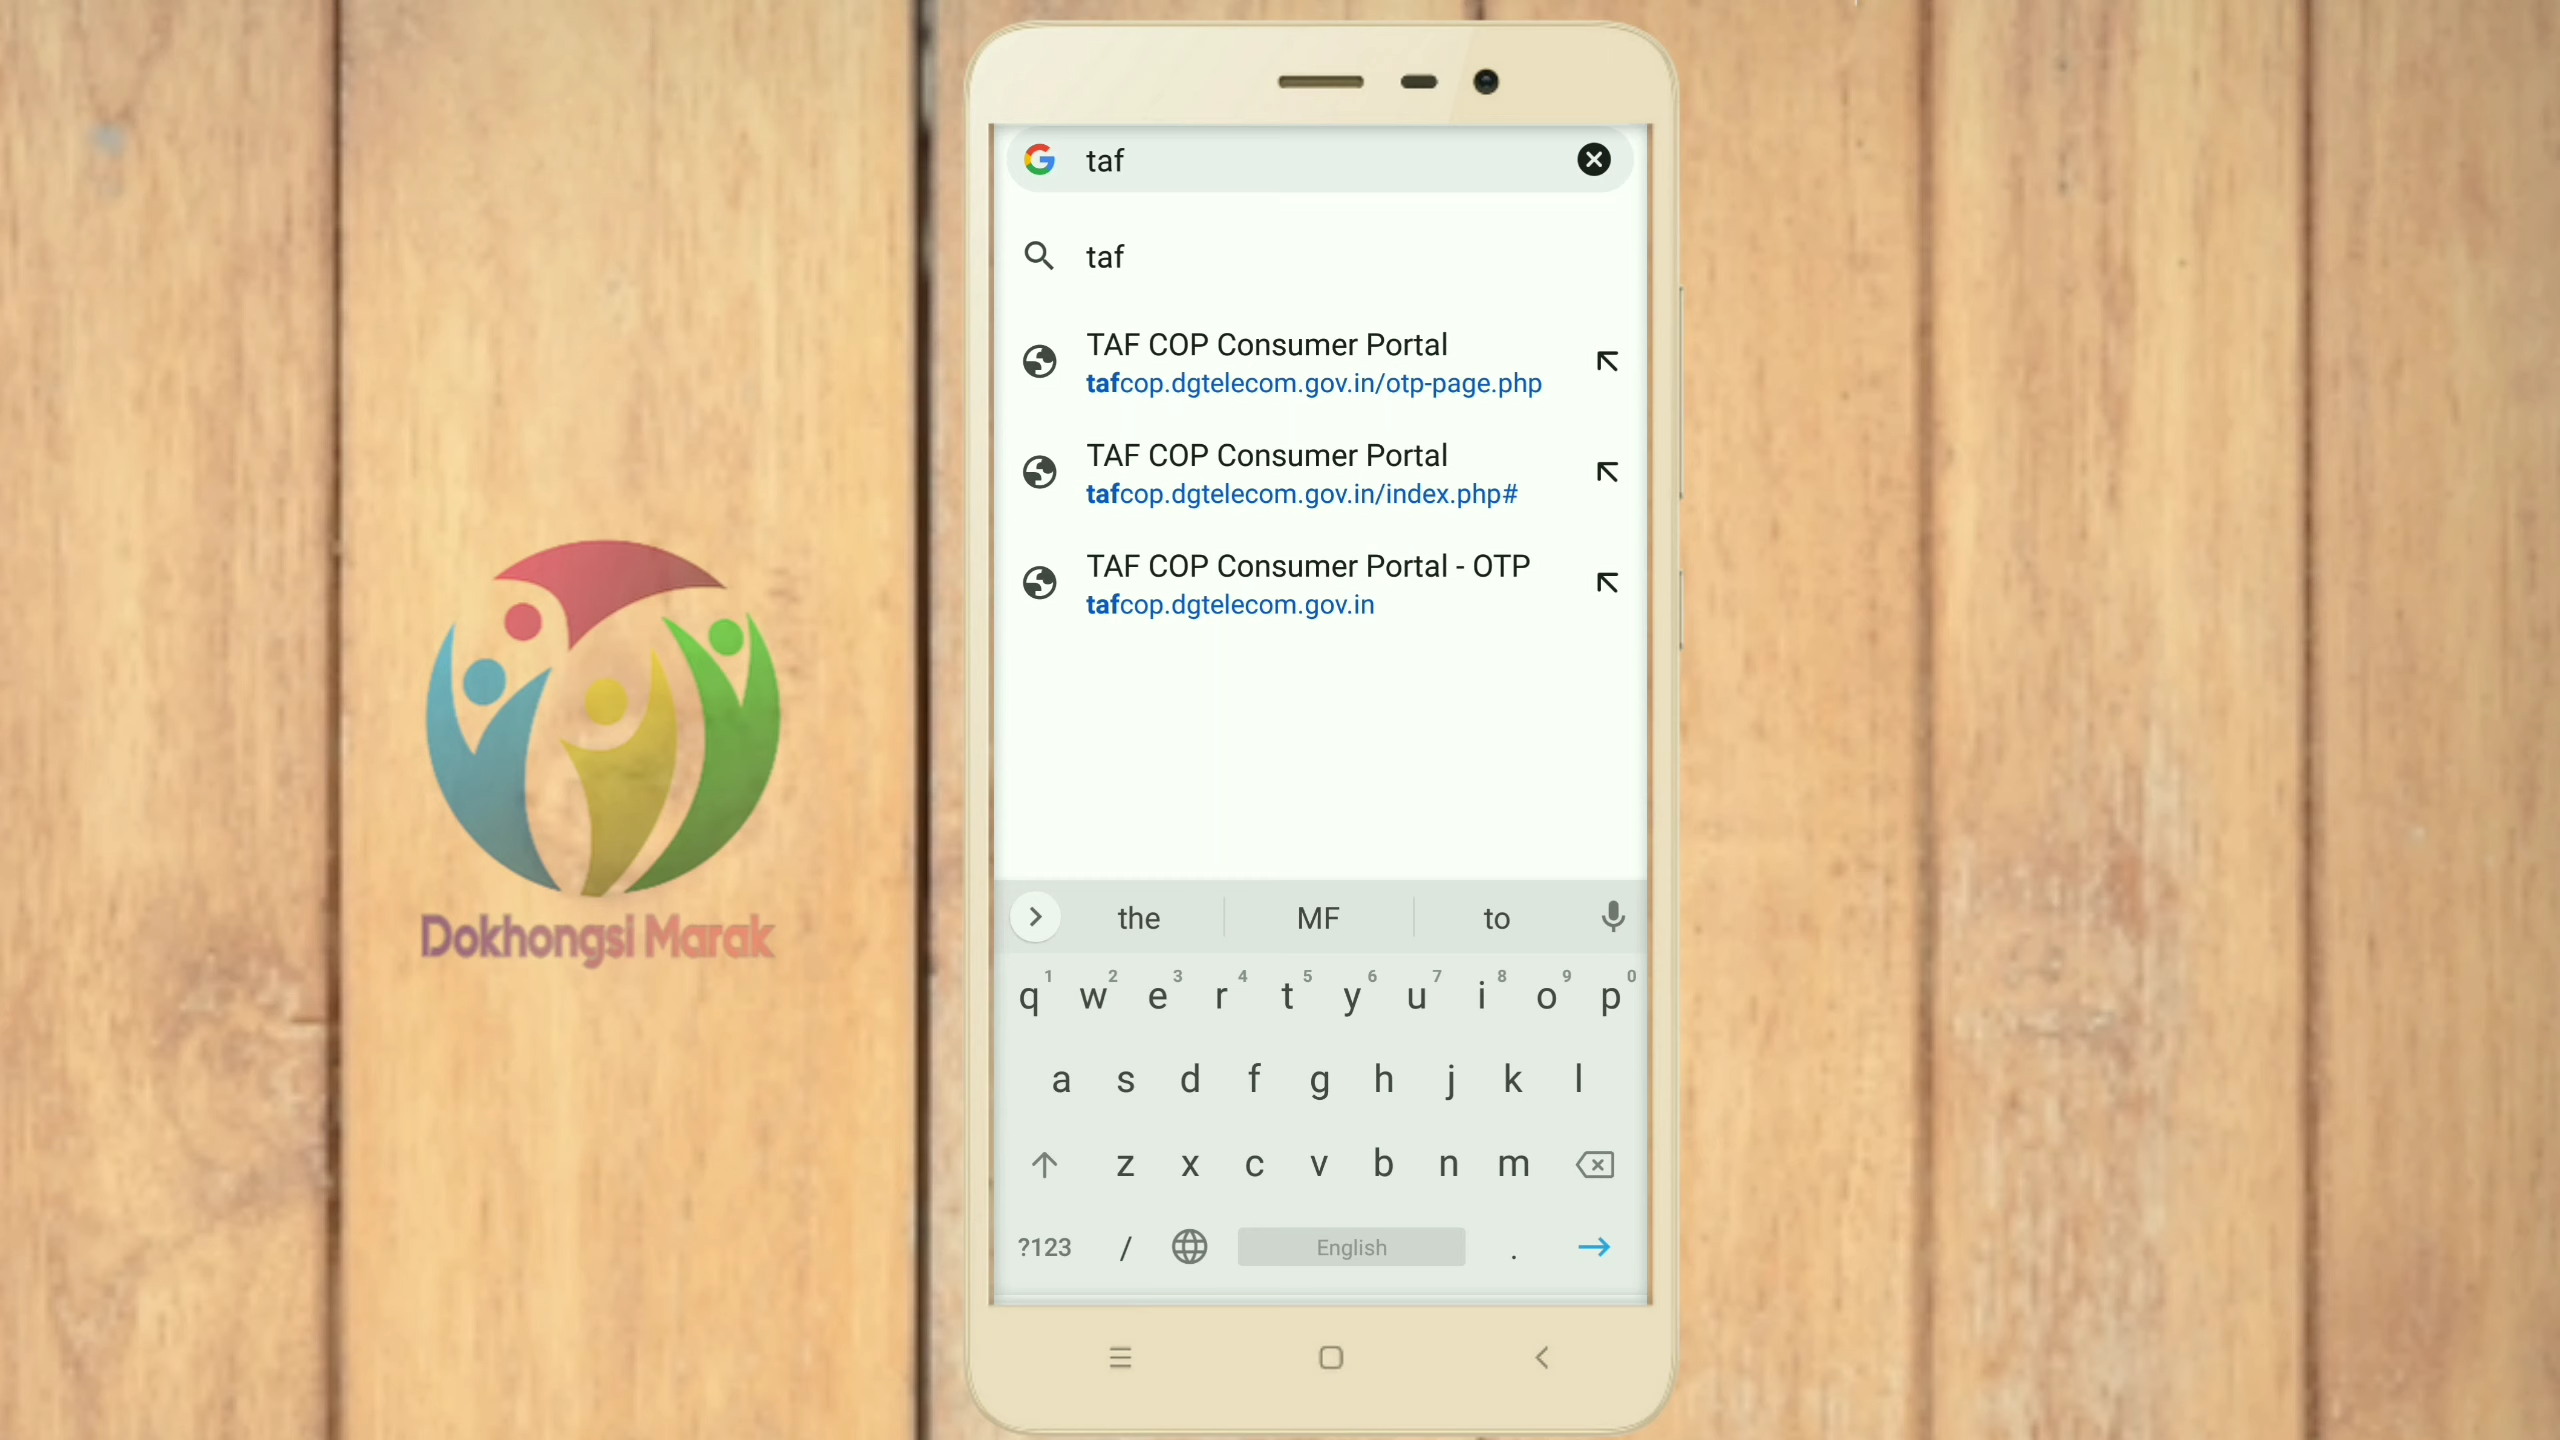 taf
taf
TAF COP Consumer Portal
tafcop.dgtelecom.gov.in/otp-page.php
TAF COP Consumer Portal
tafcop.dgtelecom.gov.in/index.php#
TAF COP Consumer Portal - OTP
tafcop.dgtelecom.gov.in
Dokhongsi Marak
the MF to
1 2 3 4 5 6 7 8 9 0
q w e r t y u i o p
a s d f g h j k l
z x c v b n m
?123 / English .